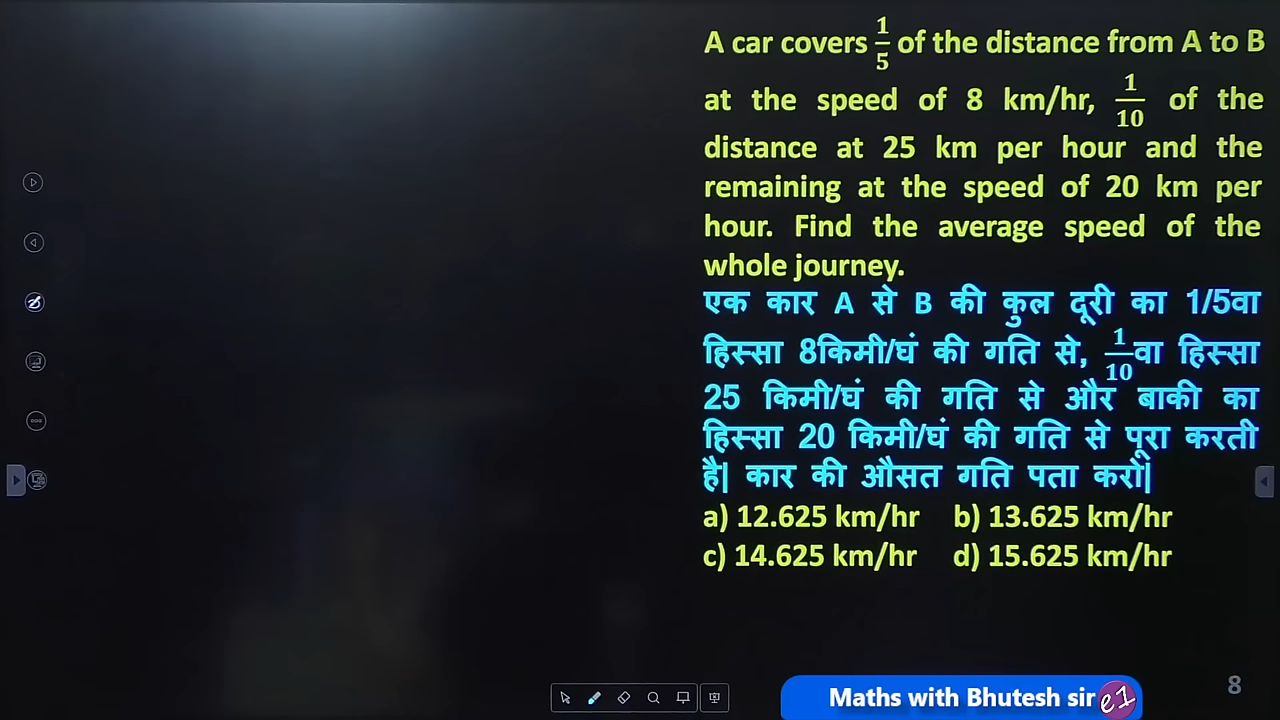 A car covers 1/5 of the distance from A to B
at the speed of 8 km/hr, 1/10 of the
distance at 25 km per hour and the
remaining at the speed of 20 km per
hour. Find the average speed of the
whole journey.
एक कार A से B की कुल दूरी का 1/5वा
हिस्सा 8किमी/घं की गति से, 1/10वा हिस्सा
25 किमी/घं की गति से और बाकी का
हिस्सा 20 किमी/घं की गति से पूरा करती
है| कार की औसत गति पता करो|
a) 12.625 km/hr b) 13.625 km/hr
c) 14.625 km/hr d) 15.625 km/hr
Maths with Bhutesh sir e1
8